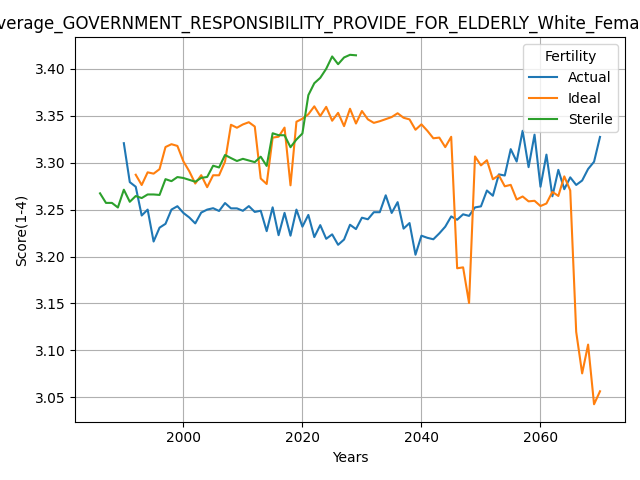 verage_GOVERNMENT_RESPONSIBILITY_PROVIDE_FOR_ELDERLY_White_Fema
Fertility
Actual
Ideal
Sterile
3.40
3.35
3.30
3.25
3.20
3.15
3.10
3.05
Score(1-4)
2000
2020
2040
2060
Years